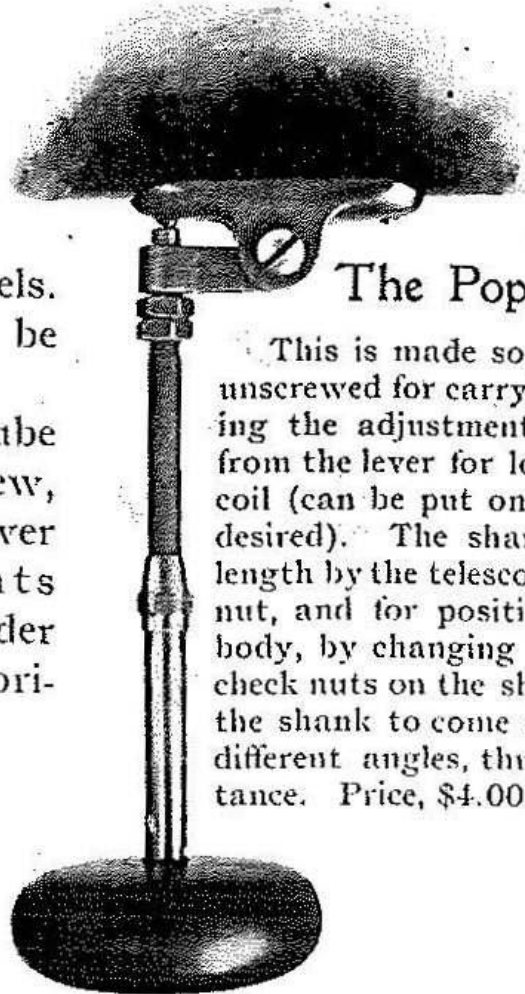 els.
be
ibe
ew,
ver
nts
der
ori-
The Pop
This is made so
unscrewed for carry
ing the adjustment
from the lever for lo
coil (can be put on
desired). The shar
length by the telesco
nut, and for positi
body, by changing
check nuts on the sh
the shank to come
different angles, thr
tance. Price, $4.00